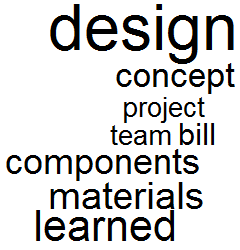 design
concept
project
team bill
components
materials
learned